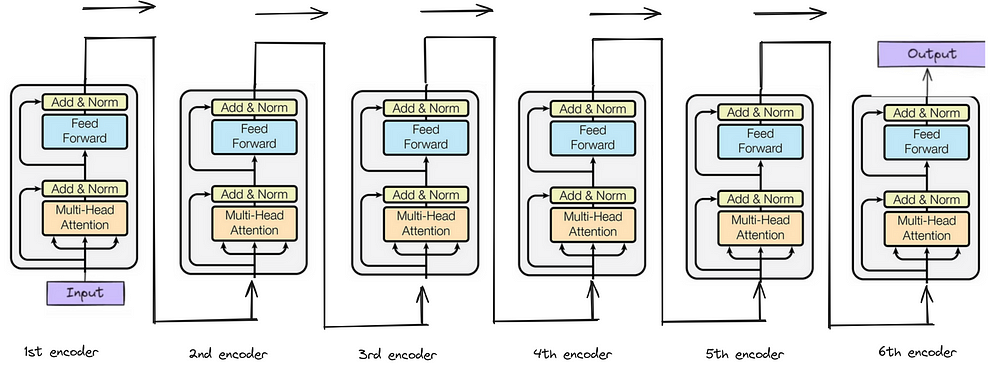 Output
Add & Norm
Feed
Forward
Add & Norm
Multi-Head
Attention
Input
Add & Norm
Feed
Forward
Add & Norm
Multi-Head
Attention
Add & Norm
Feed
Forward
Add & Norm
Multi-Head
Attention
Add & Norm
Feed
Forward
Add & Norm
Multi-Head
Attention
Add & Norm
Feed
Forward
Add & Norm
Multi-Head
Attention
Add & Norm
Feed
Forward
Add & Norm
Multi-Head
Attention
1st encoder
2nd encoder
3rd encoder
4th encoder
5th encoder
6th encoder